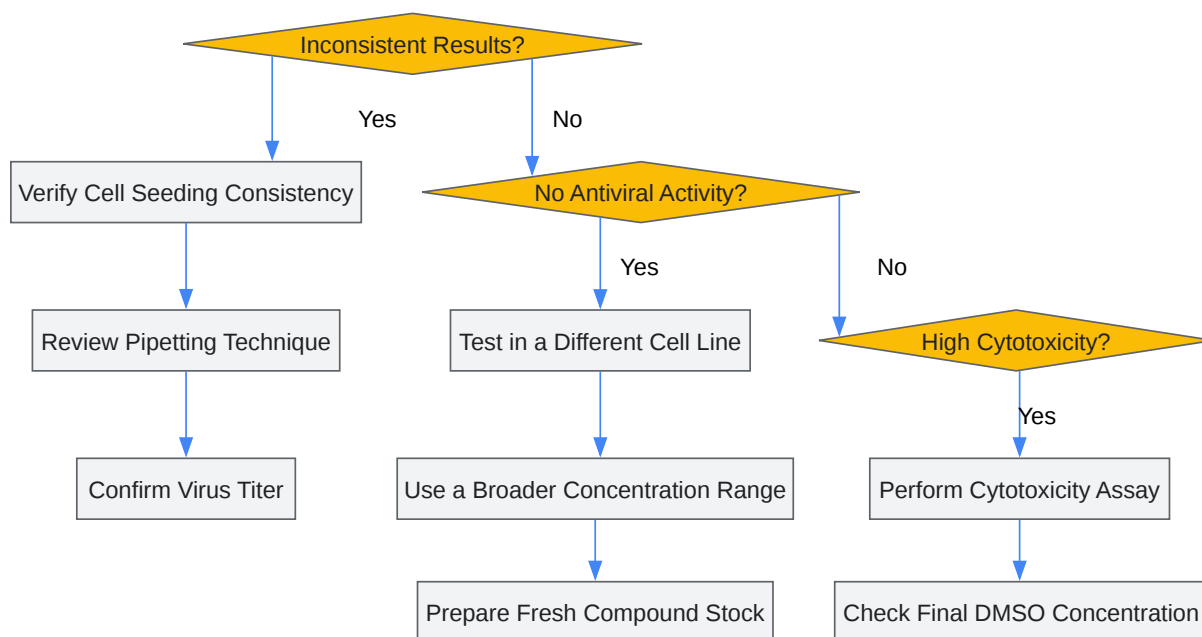 Inconsistent Results?
Yes
No
Verify Cell Seeding Consistency
No Antiviral Activity?
Yes
No
Review Pipetting Technique
Test in a Different Cell Line
High Cytotoxicity?
Yes
Confirm Virus Titer
Use a Broader Concentration Range
Perform Cytotoxicity Assay
Prepare Fresh Compound Stock
Check Final DMSO Concentration